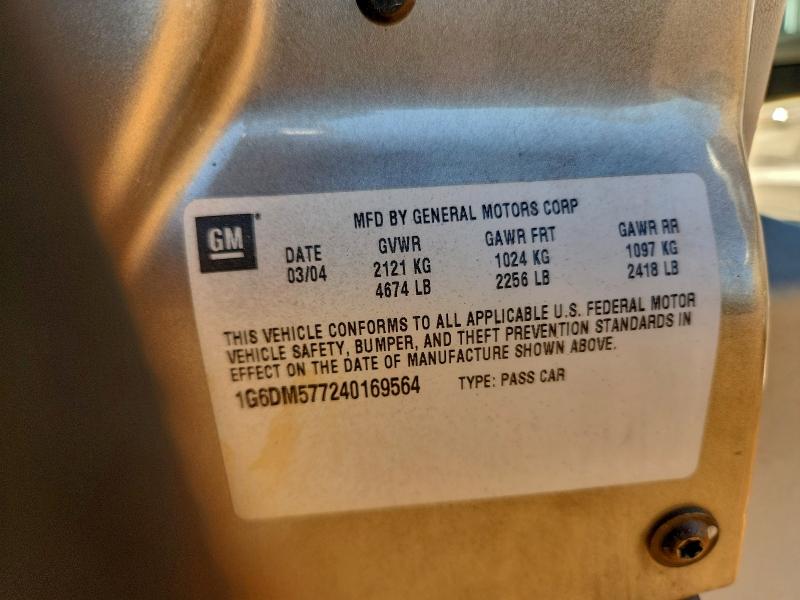 GM
MFD BY GENERAL MOTORS CORP
DATE GVWR GAWR FRT GAWR RR
03/04 2121 KG 1024 KG 1097 KG
4674 LB 2256 LB 2418 LB
THIS VEHICLE CONFORMS TO ALL APPLICABLE U.S. FEDERAL MOTOR
VEHICLE SAFETY, BUMPER, AND THEFT PREVENTION STANDARDS IN
EFFECT ON THE DATE OF MANUFACTURE SHOWN ABOVE.
1G6DM577240169564 TYPE: PASS CAR